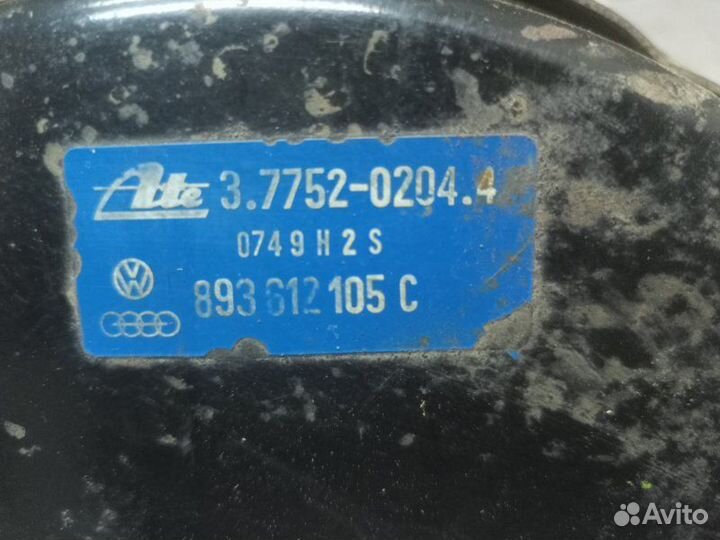 Ate 3.7752-0204.4
0749 H 2 S
893 612 105 C
Avito